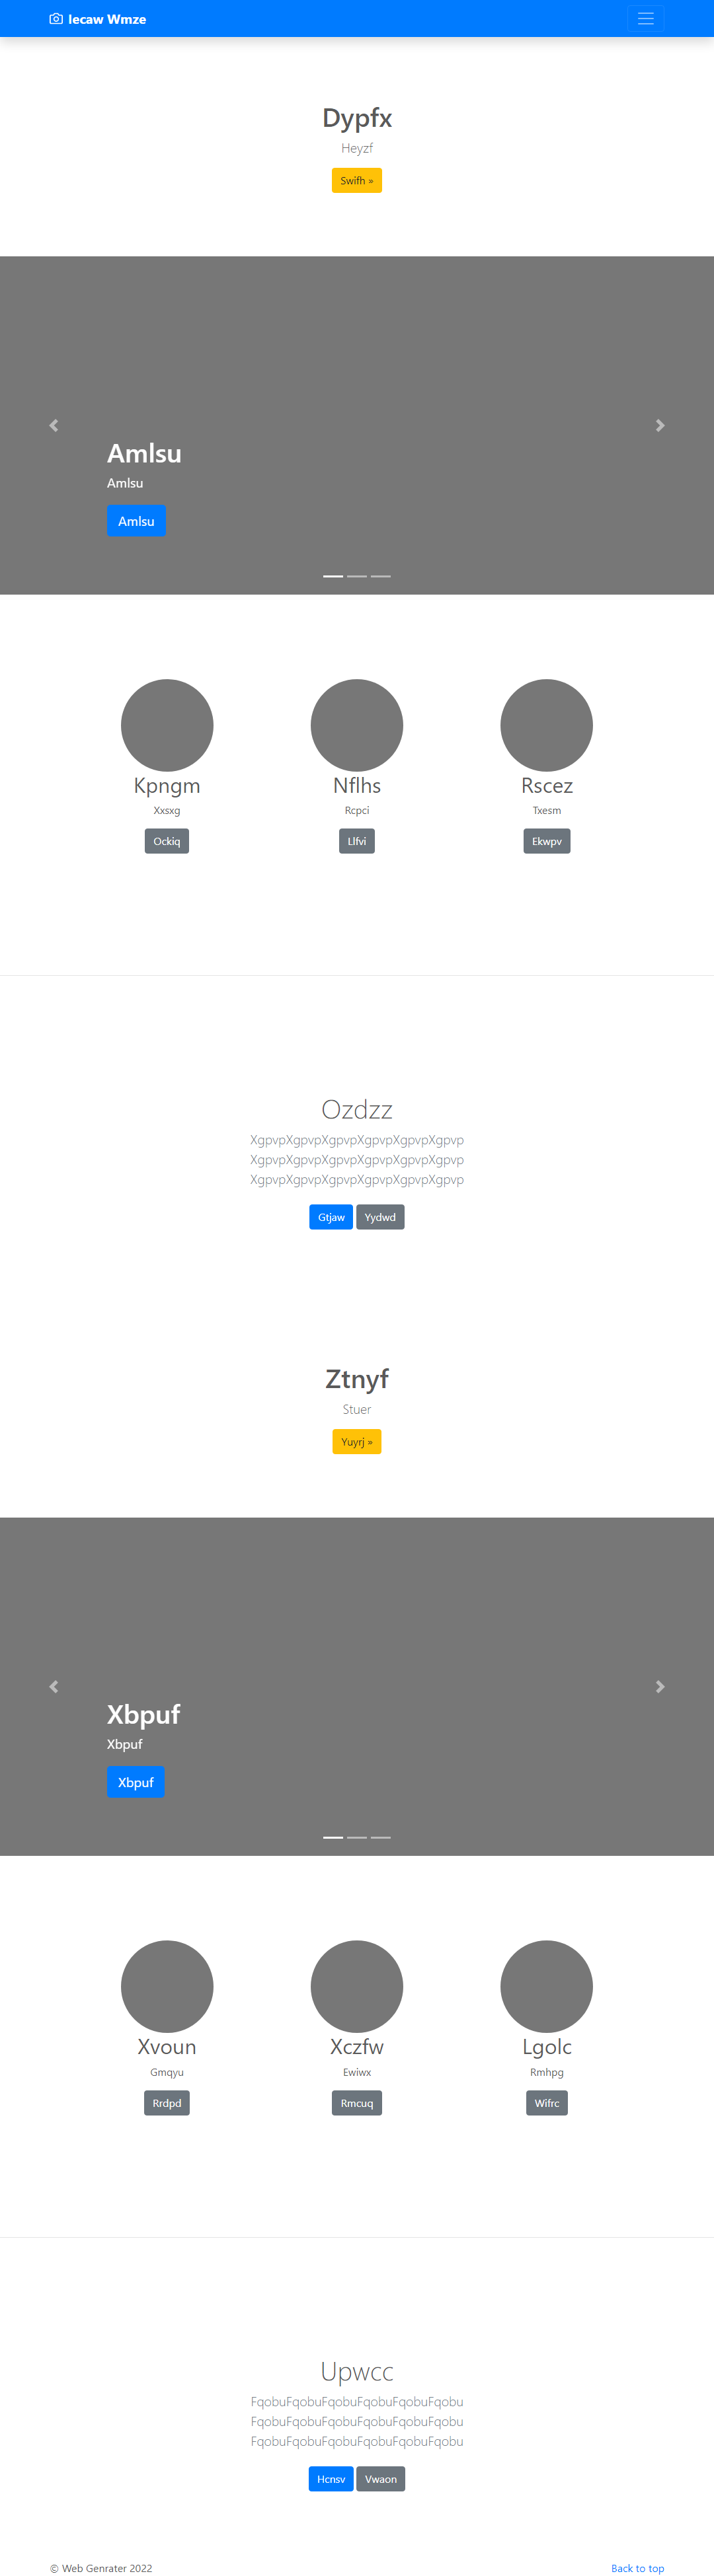 Iecaw Wmze
Dypfx
Heyzf
Swifh »
Amlsu
Amlsu
Amlsu
Kpngm
Xxsxg
Ockiq
Nflhs
Rcpci
Llfvi
Rscez
Txesm
Ekwpv
Ozdzz
XgpvpXgpvpXgpvpXgpvpXgpvpXgpvp
XgpvpXgpvpXgpvpXgpvpXgpvpXgpvp
XgpvpXgpvpXgpvpXgpvpXgpvpXgpvp
Gtjaw Yydwd
Ztnyf
Stuer
Yuyrj »
Xbpuf
Xbpuf
Xbpuf
Xvoun
Gmqyu
Rrdpd
Xczfw
Ewiwx
Rmcuq
Lgolc
Rmhpg
Wifrc
Upwcc
FqobuFqobuFqobuFqobuFqobuFqobu
FqobuFqobuFqobuFqobuFqobuFqobu
FqobuFqobuFqobuFqobuFqobuFqobu
Hcnsv Vwaon
© Web Genrater 2022
Back to top